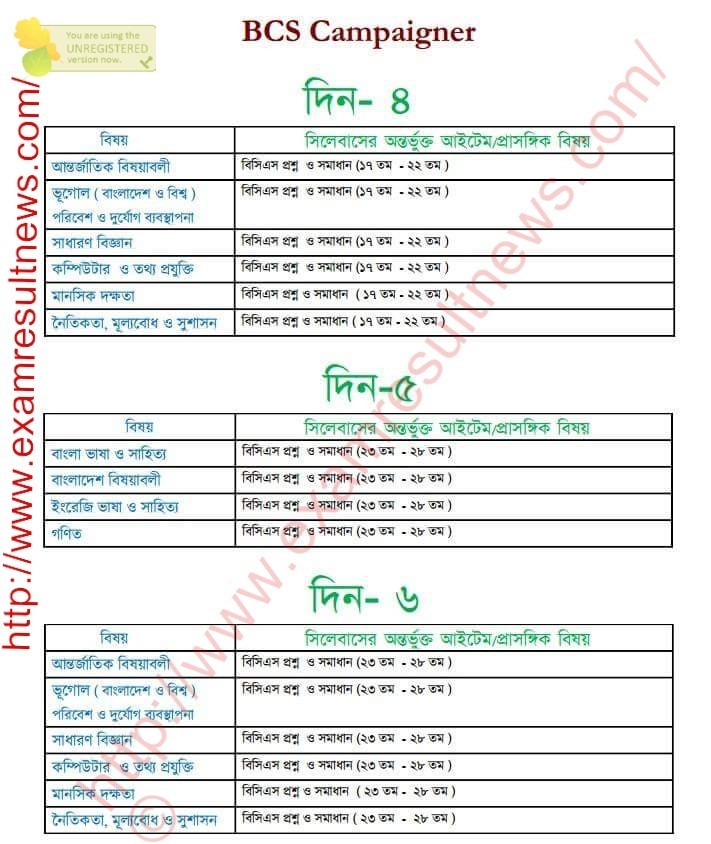 You are using the
UNREGISTERED
version now.
BCS Campaigner
http://www.examresultnews.com/
© http://www.examresultnews.com/
দিন- ৪
বিষয় সিলেবাসের অন্তর্ভুক্ত আইটেম/প্রাসঙ্গিক বিষয়
আন্তর্জাতিক বিষয়াবলী বিসিএস প্রশ্ন ও সমাধান (১৭ তম - ২২ তম )
ভূগোল ( বাংলাদেশ ও বিশ্ব ) বিসিএস প্রশ্ন ও সমাধান (১৭ তম - ২২ তম )
পরিবেশ ও দুর্যোগ ব্যবস্থাপনা
সাধারণ বিজ্ঞান বিসিএস প্রশ্ন ও সমাধান (১৭ তম - ২২ তম )
কম্পিউটার ও তথ্য প্রযুক্তি বিসিএস প্রশ্ন ও সমাধান (১৭ তম - ২২ তম )
মানসিক দক্ষতা বিসিএস প্রশ্ন ও সমাধান ( ১৭ তম - ২২ তম )
নৈতিকতা, মূল্যবোধ ও সুশাসন বিসিএস প্রশ্ন ও সমাধান ( ১৭ তম - ২২ তম )
দিন-৫
বিষয় সিলেবাসের অন্তর্ভুক্ত আইটেম/প্রাসঙ্গিক বিষয়
বাংলা ভাষা ও সাহিত্য বিসিএস প্রশ্ন ও সমাধান (২৩ তম - ২৮ তম )
বাংলাদেশ বিষয়াবলী বিসিএস প্রশ্ন ও সমাধান (২৩ তম - ২৮ তম )
ইংরেজি ভাষা ও সাহিত্য বিসিএস প্রশ্ন ও সমাধান (২৩ তম - ২৮ তম )
গণিত বিসিএস প্রশ্ন ও সমাধান (২৩ তম - ২৮ তম )
দিন- ৬
বিষয় সিলেবাসের অন্তর্ভুক্ত আইটেম/প্রাসঙ্গিক বিষয়
আন্তর্জাতিক বিষয়াবলী বিসিএস প্রশ্ন ও সমাধান (২৩ তম - ২৮ তম )
ভূগোল ( বাংলাদেশ ও বিশ্ব ) বিসিএস প্রশ্ন ও সমাধান (২৩ তম - ২৮ তম )
পরিবেশ ও দুর্যোগ ব্যবস্থাপনা
সাধারণ বিজ্ঞান বিসিএস প্রশ্ন ও সমাধান (২৩ তম - ২৮ তম )
কম্পিউটার ও তথ্য প্রযুক্তি বিসিএস প্রশ্ন ও সমাধান (২৩ তম - ২৮ তম )
মানসিক দক্ষতা বিসিএস প্রশ্ন ও সমাধান ( ২৩ তম - ২৮ তম )
নৈতিকতা, মূল্যবোধ ও সুশাসন বিসিএস প্রশ্ন ও সমাধান ( ২৩ তম - ২৮ তম )